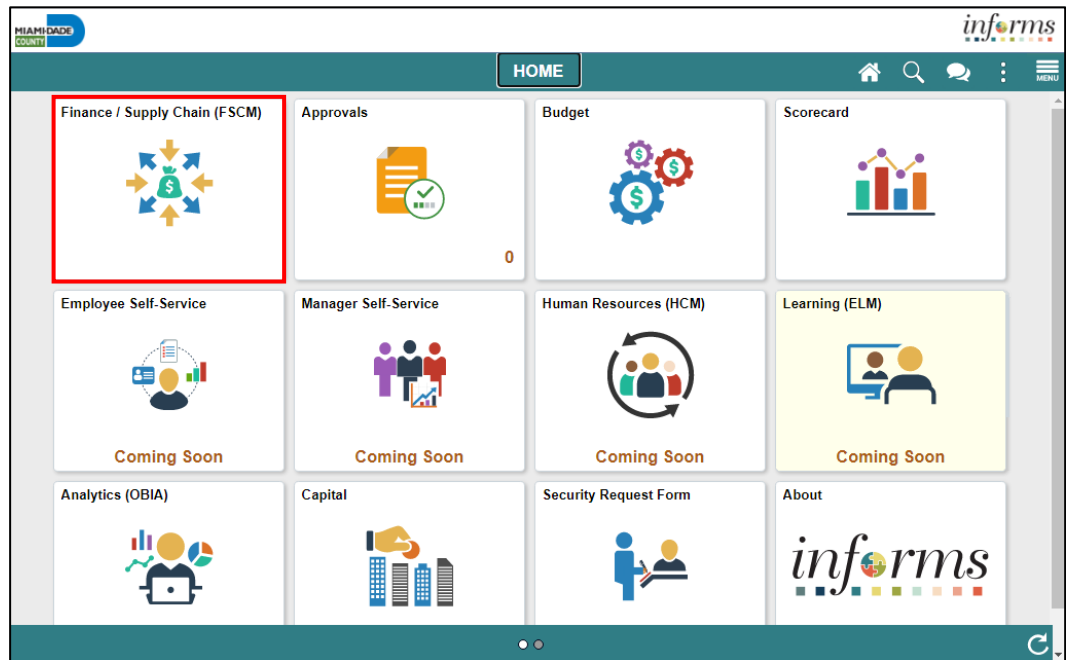 MIAMI-DADE
COUNTY
informs
HOME
MENU
Finance / Supply Chain (FSCM)
Approvals
Budget
Scorecard
0
Employee Self-Service
Manager Self-Service
Human Resources (HCM)
Learning (ELM)
Coming Soon
Coming Soon
Coming Soon
Coming Soon
Analytics (OBIA)
Capital
Security Request Form
About
informs